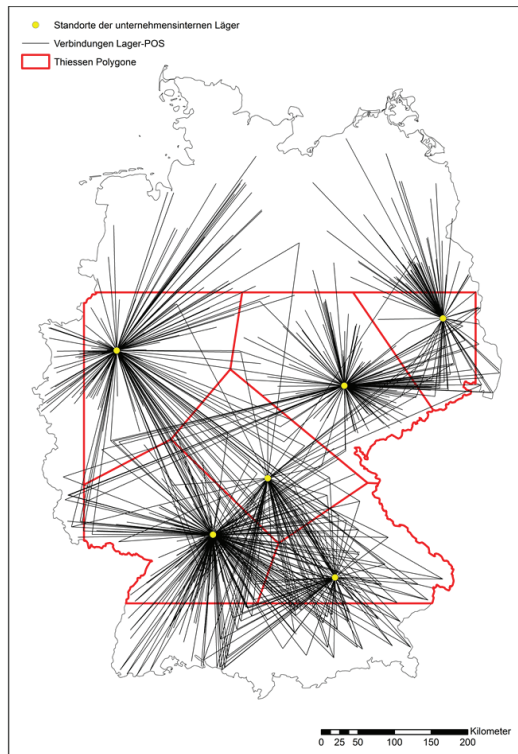 Standorte der unternehmensinternen Läger
Verbindungen Lager-POS
Thiessen Polygone
Kilometer
0 25 50 100 150 200